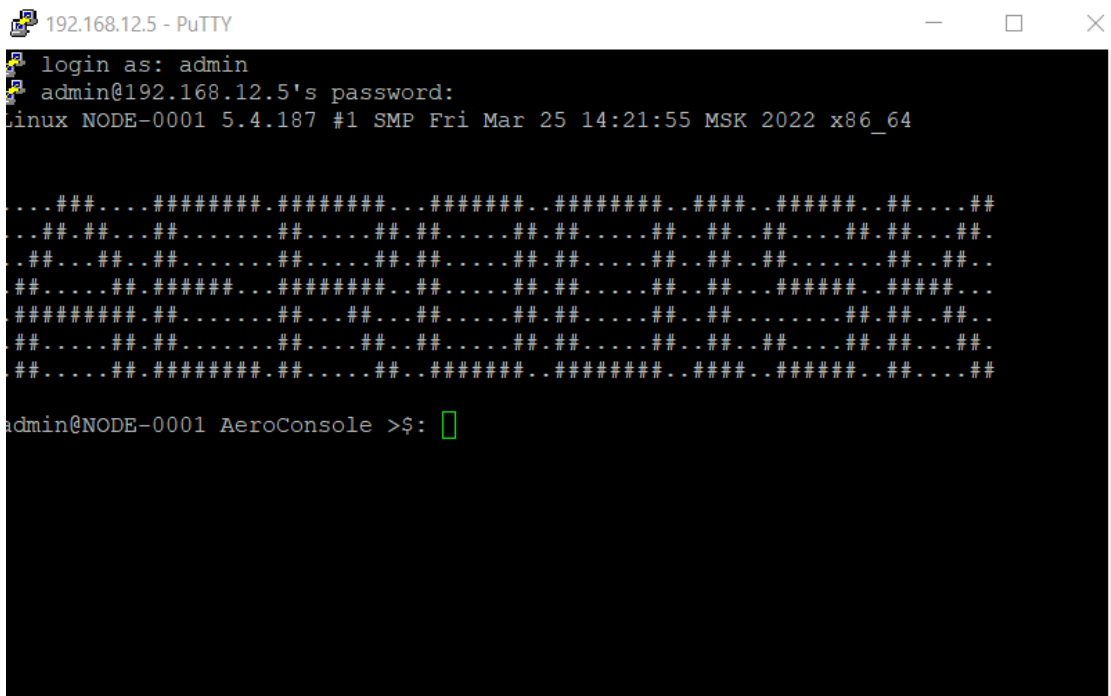 192.168.12.5 - PuTTY
login as: admin
admin@192.168.12.5's password:
Linux NODE-0001 5.4.187 #1 SMP Fri Mar 25 14:21:55 MSK 2022 x86_64
....###....########.########...#######..########..####..######..##....##
...##.##...##.......##.....##.##.....##.##.....##..##..##....##.##...##.
..##...##..##.......##.....##.##.....##.##.....##..##..##.......##..##..
.##.....##.######...########..##.....##.##.....##..##...######..#####...
.#########.##.......##...##...##.....##.##.....##..##........##.##..##..
.##.....##.##.......##....##..##.....##.##.....##..##..##....##.##...##.
.##.....##.########.##.....##..#######..########..####..######..##....##
admin@NODE-0001 AeroConsole >$: